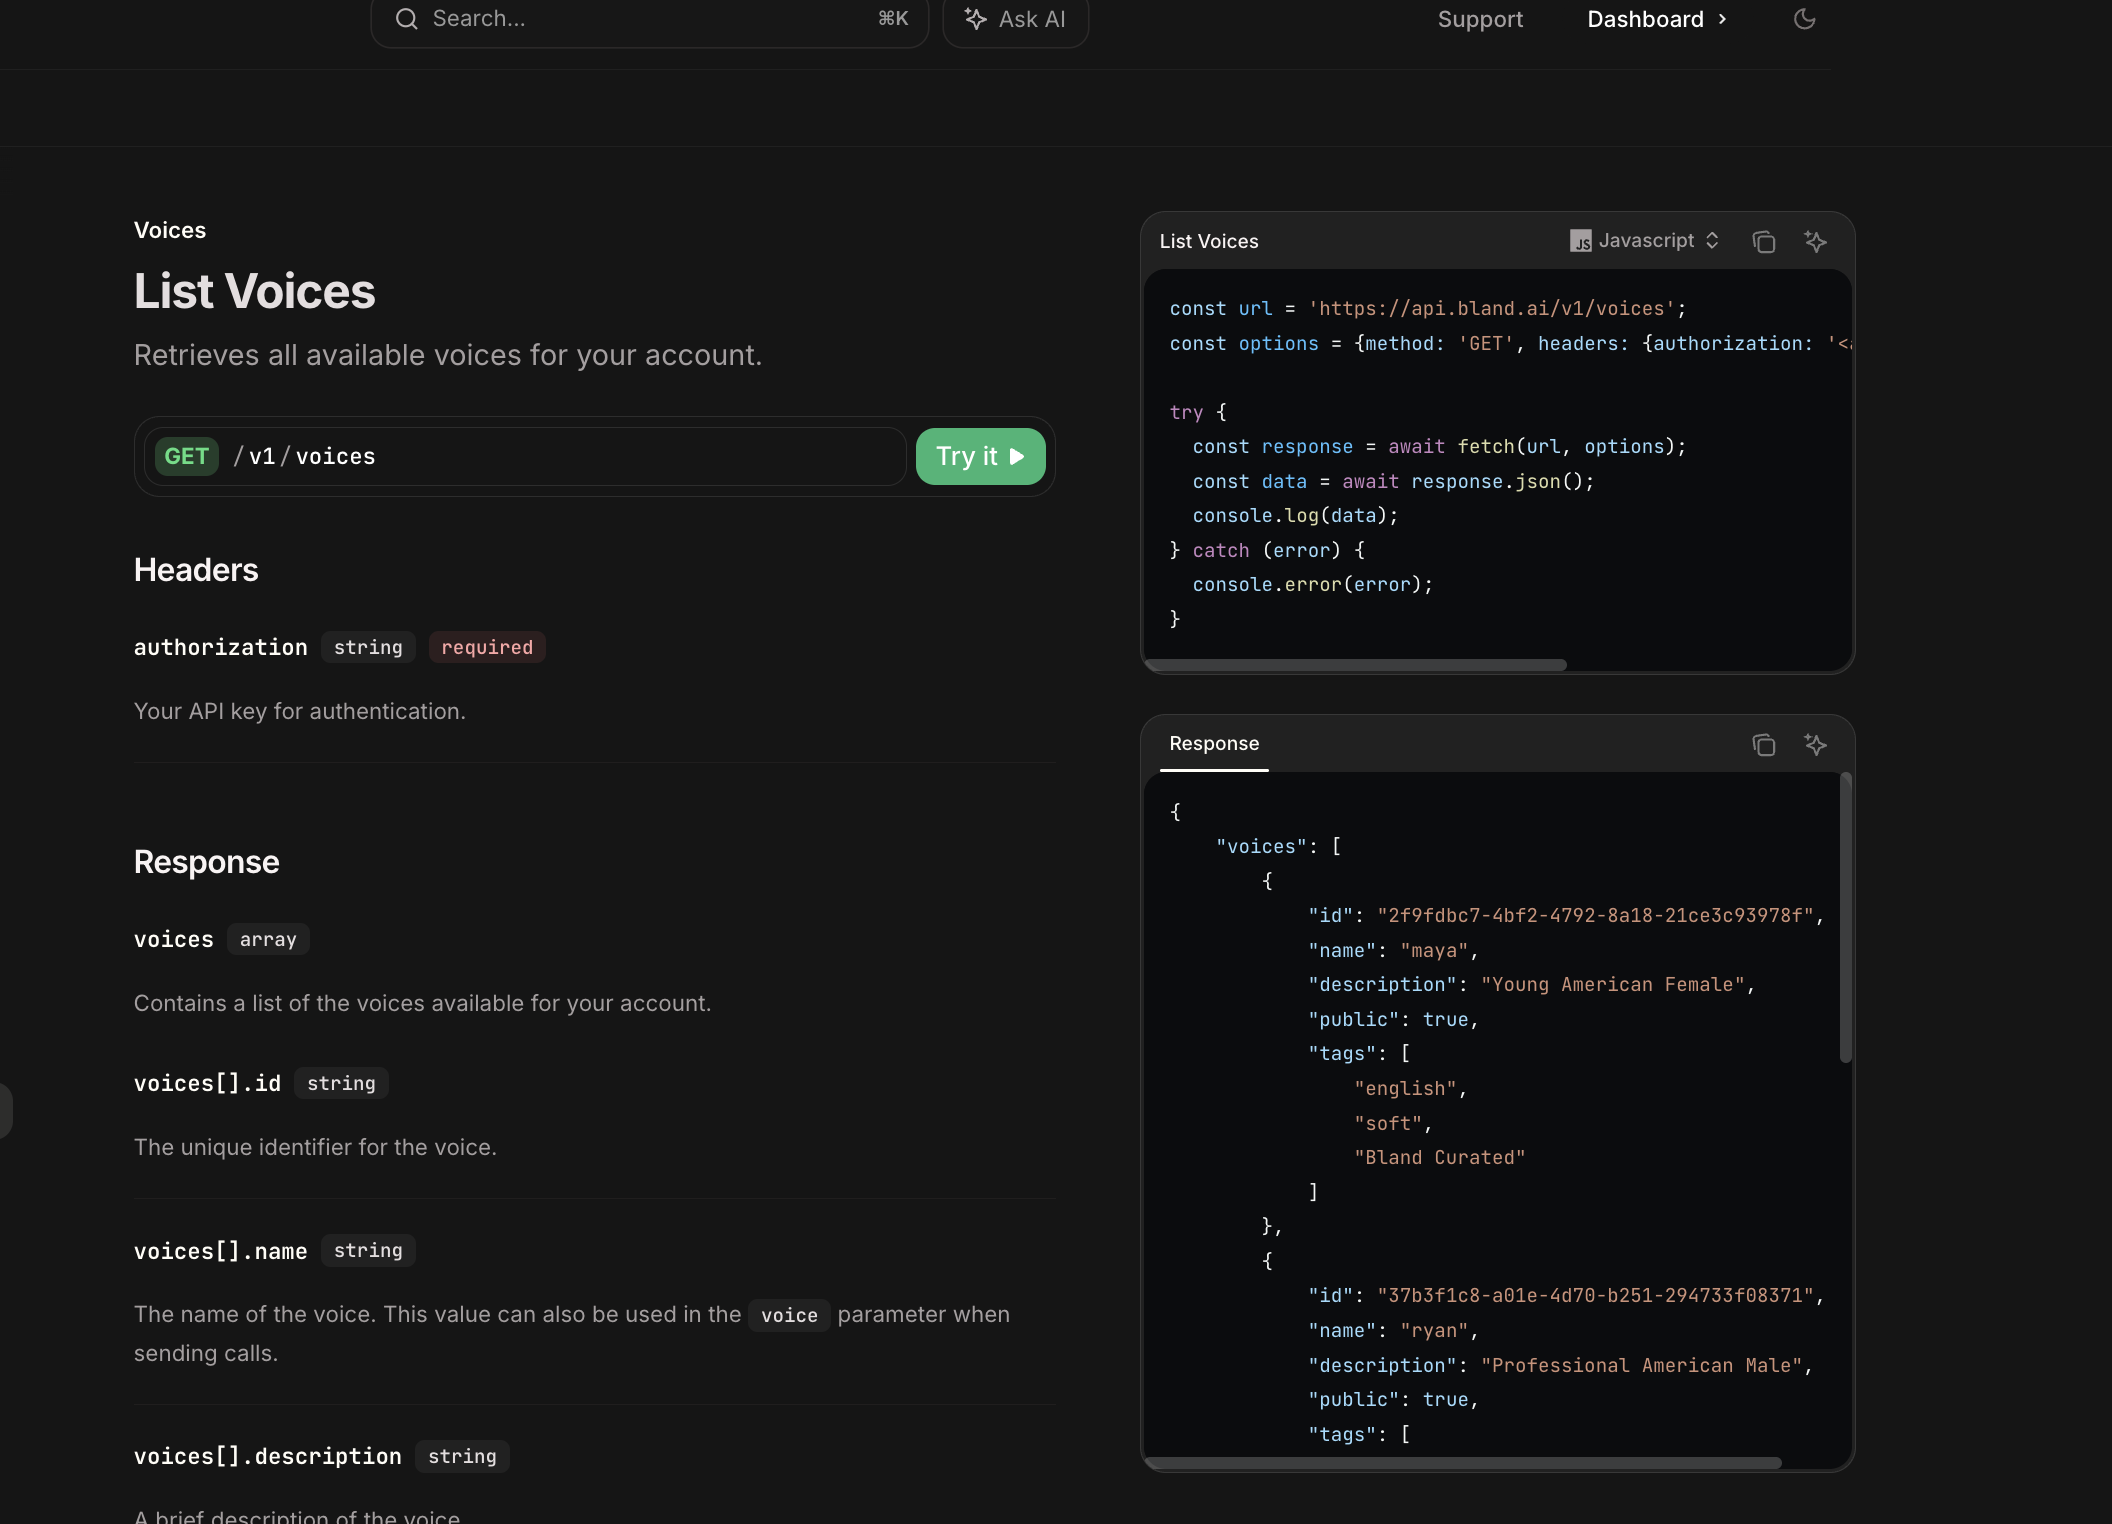 Search...
⌘K
Ask AI
Support
Dashboard
Voices
List Voices
Retrieves all available voices for your account.
GET /v1/voices
Try it
Headers
authorization string required
Your API key for authentication.
Response
voices array
Contains a list of the voices available for your account.
voices[].id string
The unique identifier for the voice.
voices[].name string
The name of the voice. This value can also be used in the voice parameter when
sending calls.
voices[].description string
A brief description of the voice
List Voices
JS Javascript
const url = 'https://api.bland.ai/v1/voices';
const options = {method: 'GET', headers: {authorization: '<
try {
  const response = await fetch(url, options);
  const data = await response.json();
  console.log(data);
} catch (error) {
  console.error(error);
}
Response
{
    "voices": [
        {
            "id": "2f9fdbc7-4bf2-4792-8a18-21ce3c93978f",
            "name": "maya",
            "description": "Young American Female",
            "public": true,
            "tags": [
                "english",
                "soft",
                "Bland Curated"
            ]
        },
        {
            "id": "37b3f1c8-a01e-4d70-b251-294733f08371",
            "name": "ryan",
            "description": "Professional American Male",
            "public": true,
            "tags": [